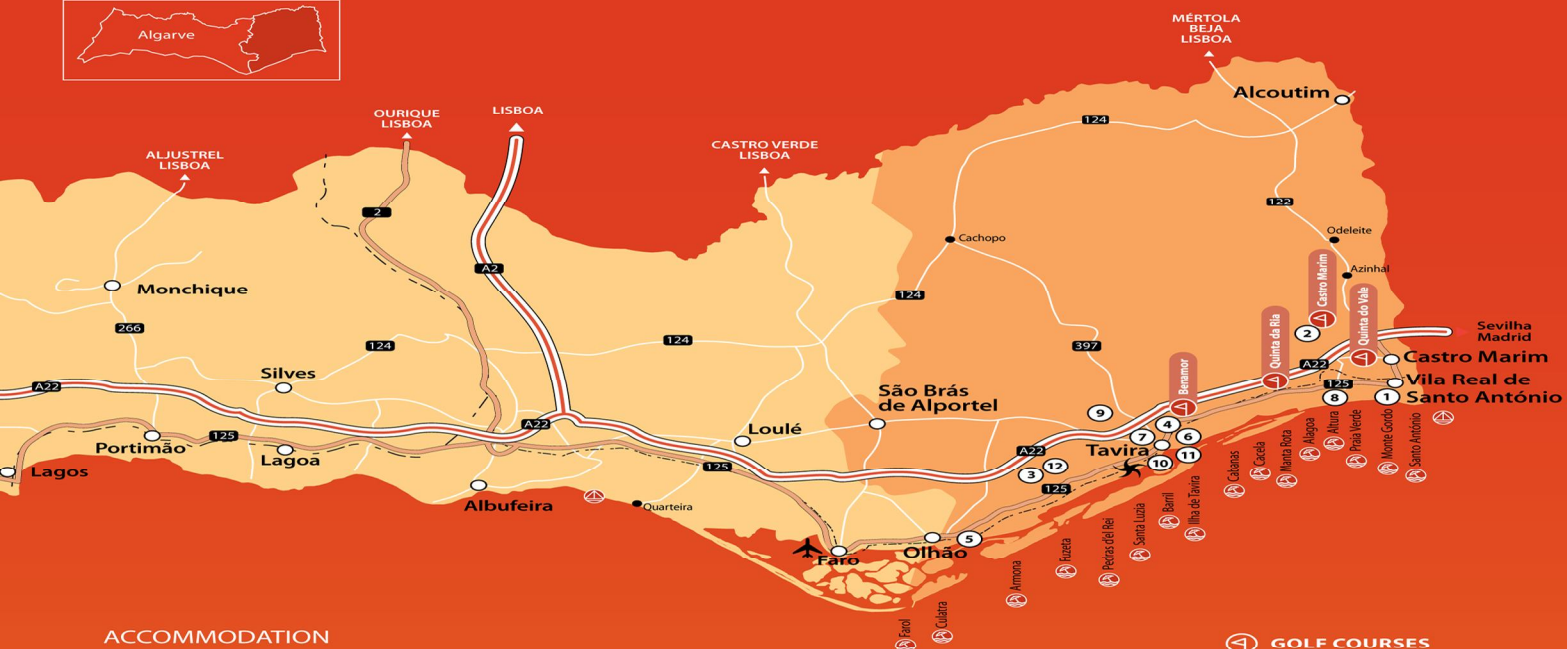 Algarve
MÉRTOLA
BEJA
LISBOA
OURIQUE
LISBOA
LISBOA
ALJUSTREL
LISBOA
CASTRO VERDE
LISBOA
Alcoutim
124
122
2
A2
Cachopo
Odeleite
Azinhal
Castro Marim
Quinta do Vale
Quinta da Ria
Benamor
Monchique
266
124
124
124
397
2
Sevilha
Madrid
Castro Marim
Vila Real de
Santo António
A22
125
8
1
A22
Silves
São Brás
de Alportel
9
4
7
6
Tavira
11
10
A22
Loulé
Portimão
125
Lagoa
125
Lagos
3
12
125
Albufeira
Quarteira
Faro
Olhão
5
Farol
Culatra
Armona
Fuzeta
Pedras d'el Rei
Santa Luzia
Barril
Ilha de Tavira
Cabanas
Cacela
Manta Rota
Alagoa
Altura
Praia Verde
Monte Gordo
Santo António
A22
ACCOMMODATION
GOLF COURSES